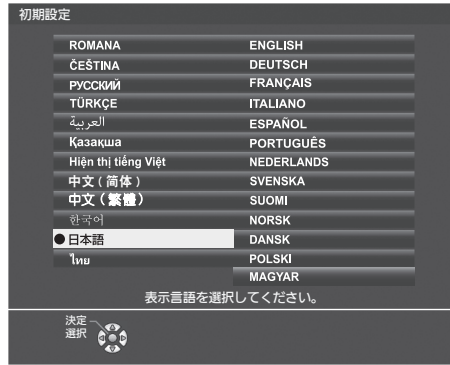 初期設定
ROMANA
ČEŠTINA
РУССКИЙ
TÜRKÇE
العربية
Қазақша
Hiện thị tiếng Việt
中文 ( 简体 )
中文 ( 繁體 )
한국어
●日本語
ไทย
ENGLISH
DEUTSCH
FRANÇAIS
ITALIANO
ESPAÑOL
PORTUGUÊS
NEDERLANDS
SVENSKA
SUOMI
NORSK
DANSK
POLSKI
MAGYAR
表示言語を選択してください。
決定
選択